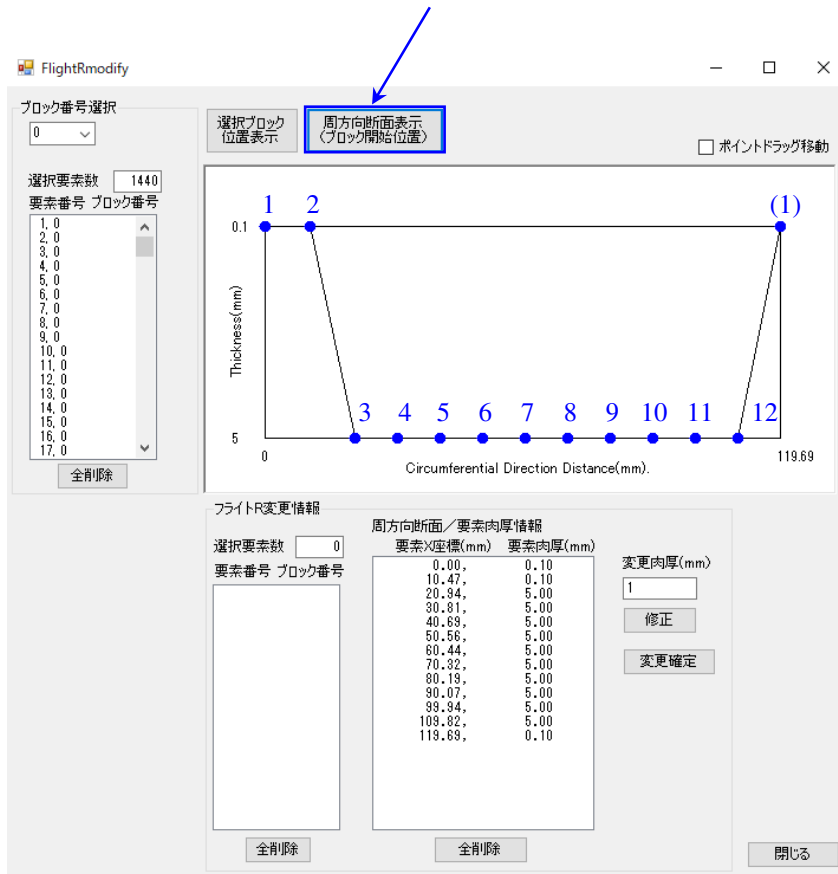 FlightRmodify
ブロック番号選択
0
選択要素数 1440
要素番号 ブロック番号
1, 0
2, 0
3, 0
4, 0
5, 0
6, 0
7, 0
8, 0
9, 0
10, 0
11, 0
12, 0
13, 0
14, 0
15, 0
16, 0
17, 0
全削除
選択ブロック
位置表示
周方向断面表示
(ブロック開始位置)
ポイントドラッグ移動
1 2 (1)
0.1
Thickness(mm)
3 4 5 6 7 8 9 10 11 12
5
0 119.69
Circumferential Direction Distance(mm).
フライトR変更情報
選択要素数 0
要素番号 ブロック番号
全削除
周方向断面／要素肉厚情報
要素X座標(mm) 要素肉厚(mm)
0.00, 0.10
10.47, 0.10
20.94, 5.00
30.81, 5.00
40.69, 5.00
50.56, 5.00
60.44, 5.00
70.32, 5.00
80.19, 5.00
90.07, 5.00
99.94, 5.00
109.82, 5.00
119.69, 0.10
全削除
変更肉厚(mm)
1
修正
変更確定
閉じる